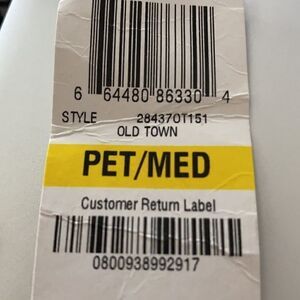 6 64480 86330 4
STYLE 284370T151
OLD TOWN
PET/MED
Customer Return Label
0800938992917